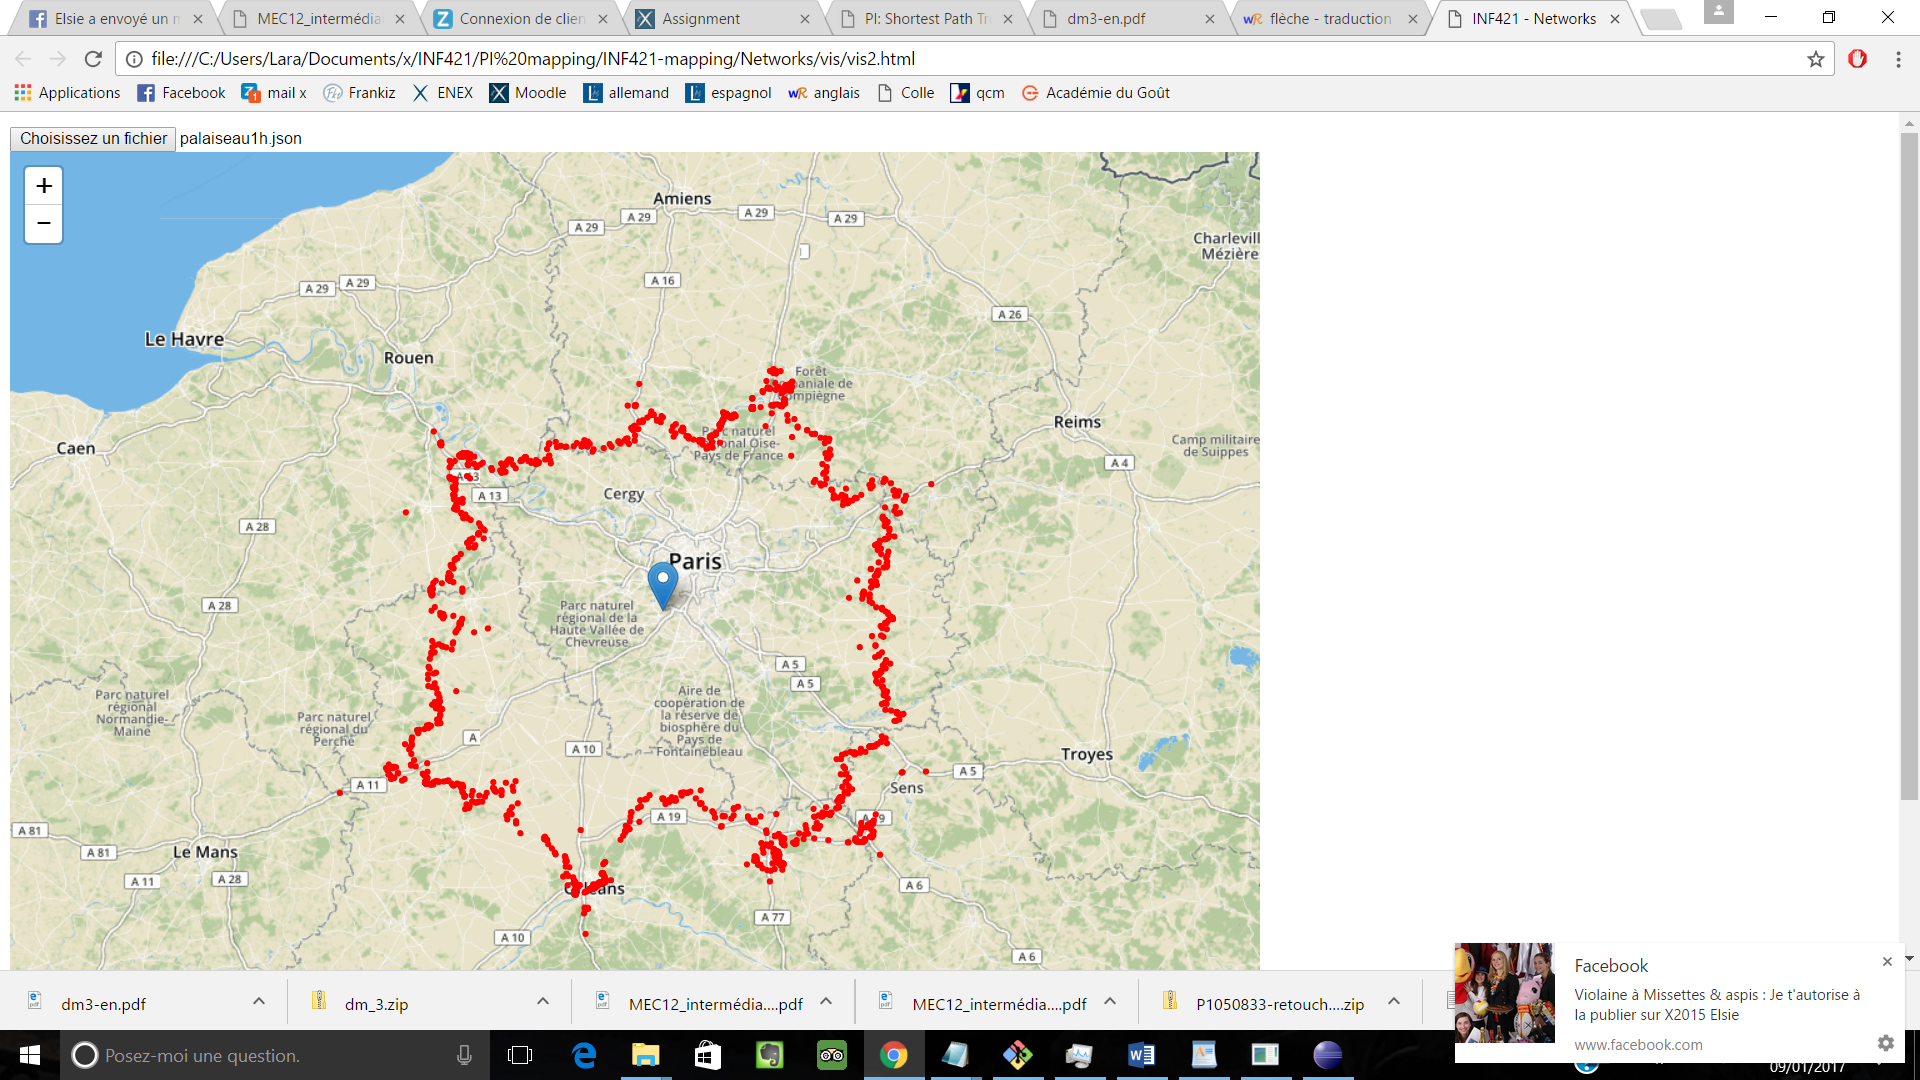 Elsie a envoyé un m
MEC12_intermédia
Connexion de clien
Assignment
PI: Shortest Path Tr
dm3-en.pdf
flèche - traduction
INF421 - Networks
file:///C:/Users/Lara/Documents/x/INF421/PI%20mapping/INF421-mapping/Networks/vis/vis2.html
Applications
Facebook
mail x
Frankiz
ENEX
Moodle
allemand
espagnol
anglais
Colle
qcm
Académie du Goût
Choisissez un fichier palaiseau1h.json
+
−
Amiens
A 29
A 29
A 29
A 29
Charlevill
Mézière
A 16
A 29
A 29
A 26
Le Havre
Rouen
Forêt
Compiègne
Reims
Caen
Parc naturel
Pays de France
Camp militaire
de Suippes
A 4
A 13
Cergy
A 28
Paris
A 28
Parc naturel
régional de la
Haute Vallée de
Chevreuse
A 5
A 5
Parc naturel
régional
Normandie-
Maine
Parc naturel
régional du
Perche
Aire de
coopération de
la réserve de
biosphère du
Pays de
Fontainebleau
A
A 10
Troyes
A 11
A 5
Sens
A 19
A 81
A 81
Le Mans
A 11
A 28
Orléans
A 6
A 77
A 10
A 6
Facebook
Violaine à Missettes & aspis : Je t'autorise à
la publier sur X2015 Elsie
www.facebook.com
dm3-en.pdf
dm_3.zip
MEC12_intermédia....pdf
MEC12_intermédia....pdf
P1050833-retouch....zip
Posez-moi une question.
09/01/2017